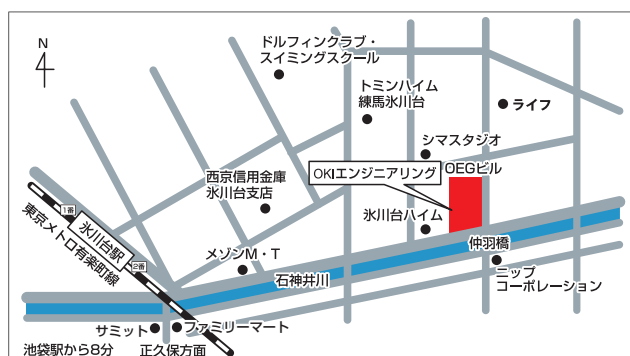 N
ドルフィンクラブ・
スイミングスクール
トミンハイム
練馬氷川台
ライフ
シマスタジオ
OEGビル
OKIエンジニアリング
西京信用金庫
氷川台支店
氷川台ハイム
1番
氷川台駅
2番
東京メトロ有楽町線
メゾンM・T
仲羽橋
石神井川
ニップ
コーポレーション
サミット
ファミリーマート
池袋駅から8分
正久保方面